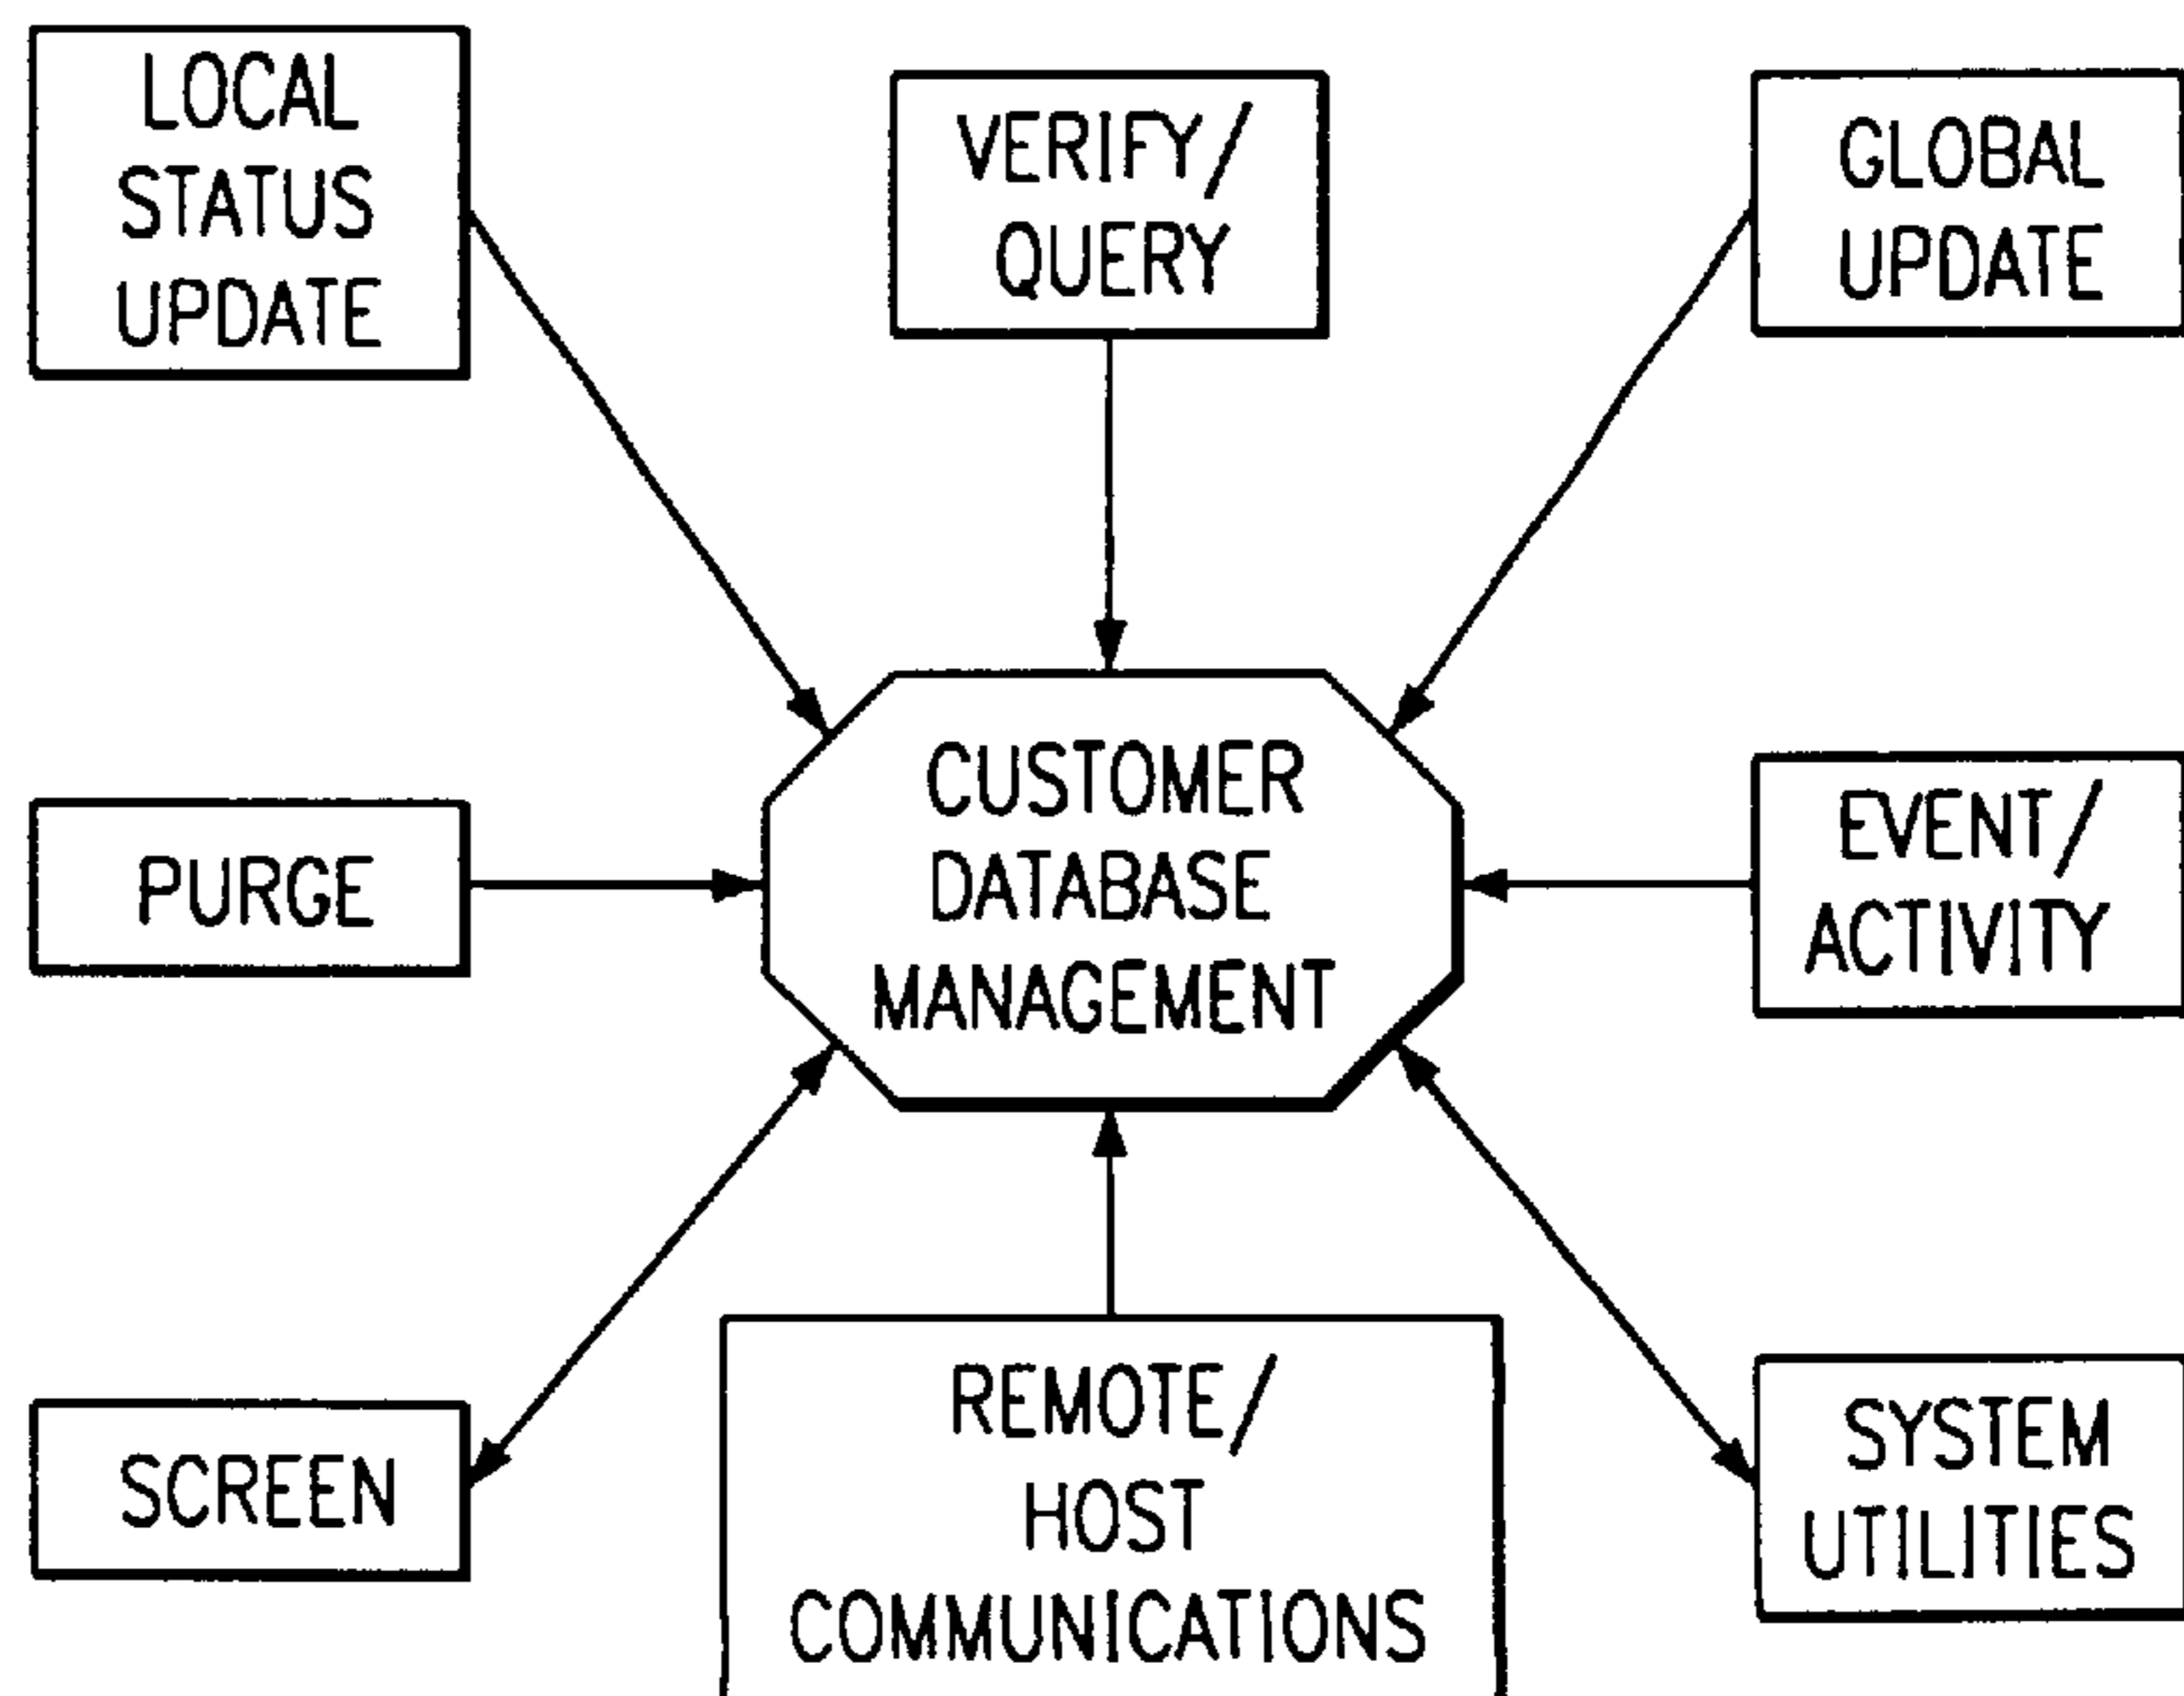 LOCAL
STATUS
UPDATE
VERIFY/
QUERY
GLOBAL
UPDATE
CUSTOMER
DATABASE
MANAGEMENT
PURGE
EVENT/
ACTIVITY
SCREEN
REMOTE/
HOST
COMMUNICATIONS
SYSTEM
UTILITIES